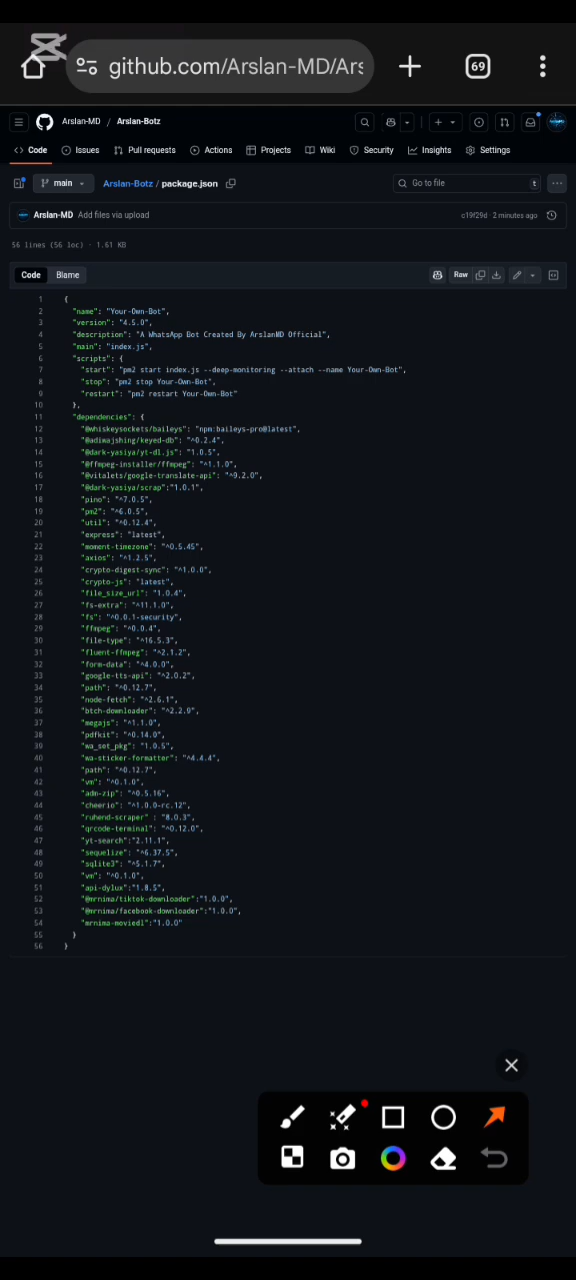 github.com/Arslan-MD/Ars
69
Arslan-MD / Arslan-Botz
Code
Issues
Pull requests
Actions
Projects
Wiki
Security
Insights
Settings
main
Arslan-Botz / package.json
Go to file
t
Arslan-MD Add files via upload
c19f29d · 2 minutes ago
56 lines (56 loc) · 1.61 KB
Code
Blame
Raw
1 {
2 "name": "Your-Own-Bot",
3 "version": "4.5.0",
4 "description": "A WhatsApp Bot Created By ArslanMD Official",
5 "main": "index.js",
6 "scripts": {
7 "start": "pm2 start index.js --deep-monitoring --attach --name Your-Own-Bot",
8 "stop": "pm2 stop Your-Own-Bot",
9 "restart": "pm2 restart Your-Own-Bot"
10 },
11 "dependencies": {
12 "@whiskeysockets/baileys": "npm:baileys-pro@latest",
13 "@adiwajshing/keyed-db": "^0.2.4",
14 "@dark-yasiya/yt-dl.js": "1.0.5",
15 "@ffmpeg-installer/ffmpeg": "^1.1.0",
16 "@vitalets/google-translate-api": "^9.2.0",
17 "@dark-yasiya/scrap":"1.0.1",
18 "pino": "^7.0.5",
19 "pm2": "^6.0.5",
20 "util": "^0.12.4",
21 "express": "latest",
22 "moment-timezone": "^0.5.45",
23 "axios": "^1.2.5",
24 "crypto-digest-sync": "^1.0.0",
25 "crypto-js": "latest",
26 "file_size_url": "1.0.4",
27 "fs-extra": "^11.1.0",
28 "fs": "^0.0.1-security",
29 "ffmpeg": "^0.0.4",
30 "file-type": "^16.5.3",
31 "fluent-ffmpeg": "^2.1.2",
32 "form-data": "^4.0.0",
33 "google-tts-api": "^2.0.2",
34 "path": "^0.12.7",
35 "node-fetch": "^2.6.1",
36 "btch-downloader": "^2.2.9",
37 "megajs": "^1.1.0",
38 "pdfkit": "^0.14.0",
39 "wa_set_pkg": "1.0.5",
40 "wa-sticker-formatter": "^4.4.4",
41 "path": "^0.12.7",
42 "vm": "^0.1.0",
43 "adm-zip": "^0.5.16",
44 "cheerio": "^1.0.0-rc.12",
45 "ruhend-scraper" : "8.0.3",
46 "qrcode-terminal": "^0.12.0",
47 "yt-search":"2.11.1",
48 "sequelize": "^6.37.5",
49 "sqlite3": "^5.1.7",
50 "vm": "^0.1.0",
51 "api-dylux":"1.8.5",
52 "@mrnima/tiktok-downloader":"1.0.0",
53 "@mrnima/facebook-downloader":"1.0.0",
54 "mrnima-moviedl":"1.0.0"
55 }
56 }